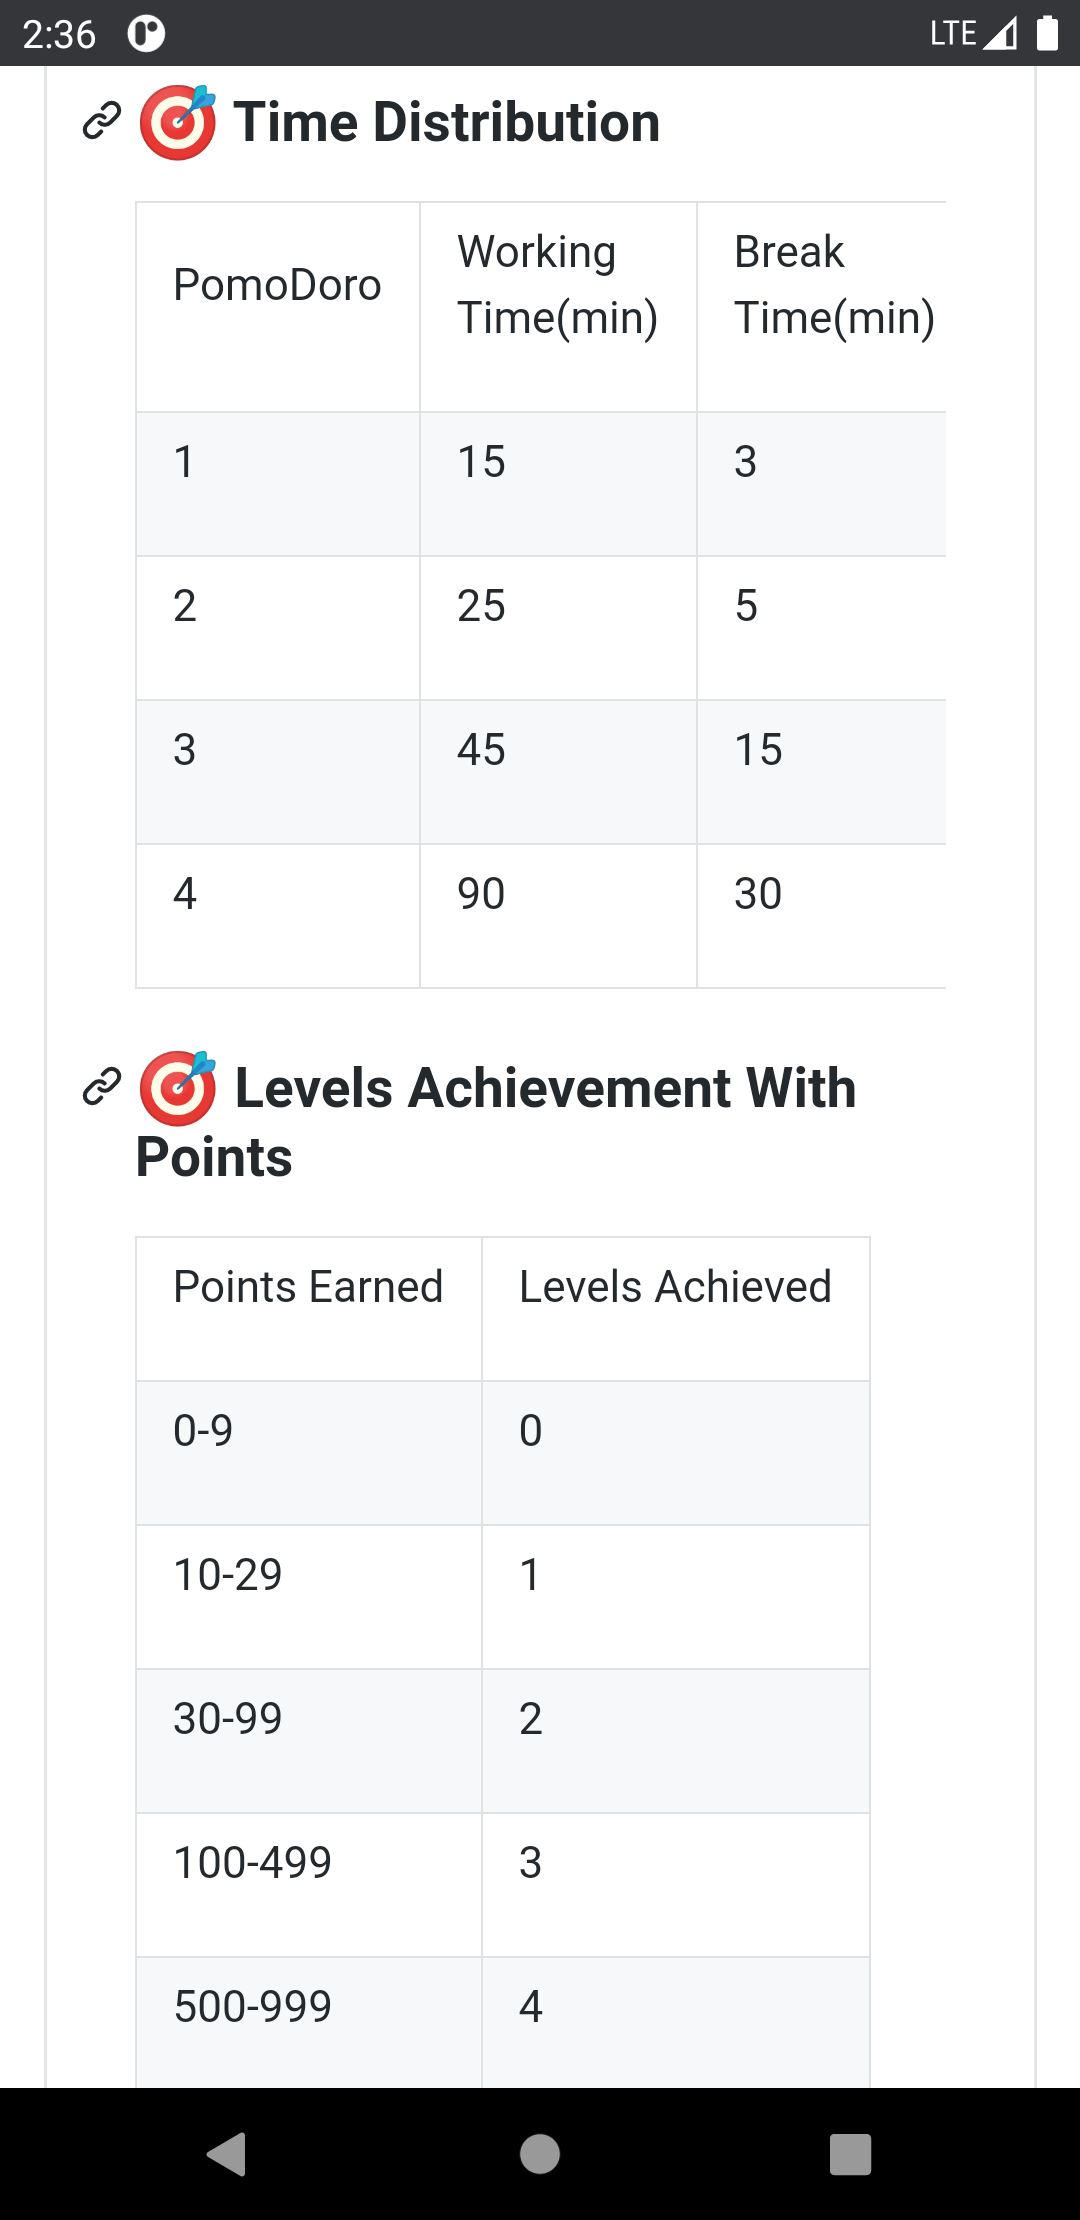 2:36
LTE
Time Distribution
PomoDoro
Working
Time(min)
Break
Time(min)
1 15 3
2 25 5
3 45 15
4 90 30
Levels Achievement With
Points
Points Earned Levels Achieved
0-9 0
10-29 1
30-99 2
100-499 3
500-999 4